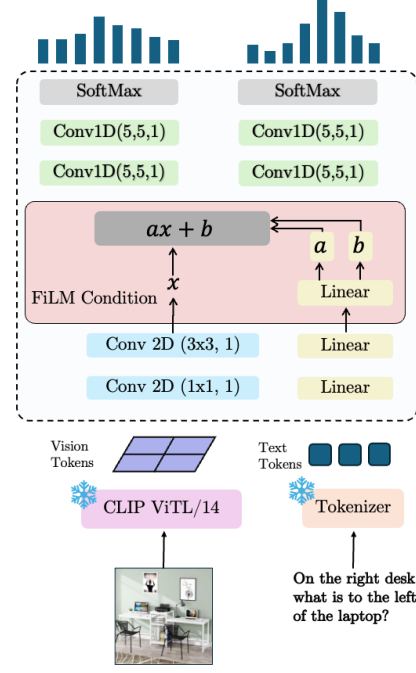 SoftMax SoftMax
Conv1D(5,5,1) Conv1D(5,5,1)
Conv1D(5,5,1) Conv1D(5,5,1)
ax + b
a b
x
Linear
FiLM Condition
Conv 2D (3x3, 1) Linear
Conv 2D (1x1, 1) Linear
Vision
Tokens
Text
Tokens
CLIP ViTL/14 Tokenizer
On the right desk
what is to the left
of the laptop?